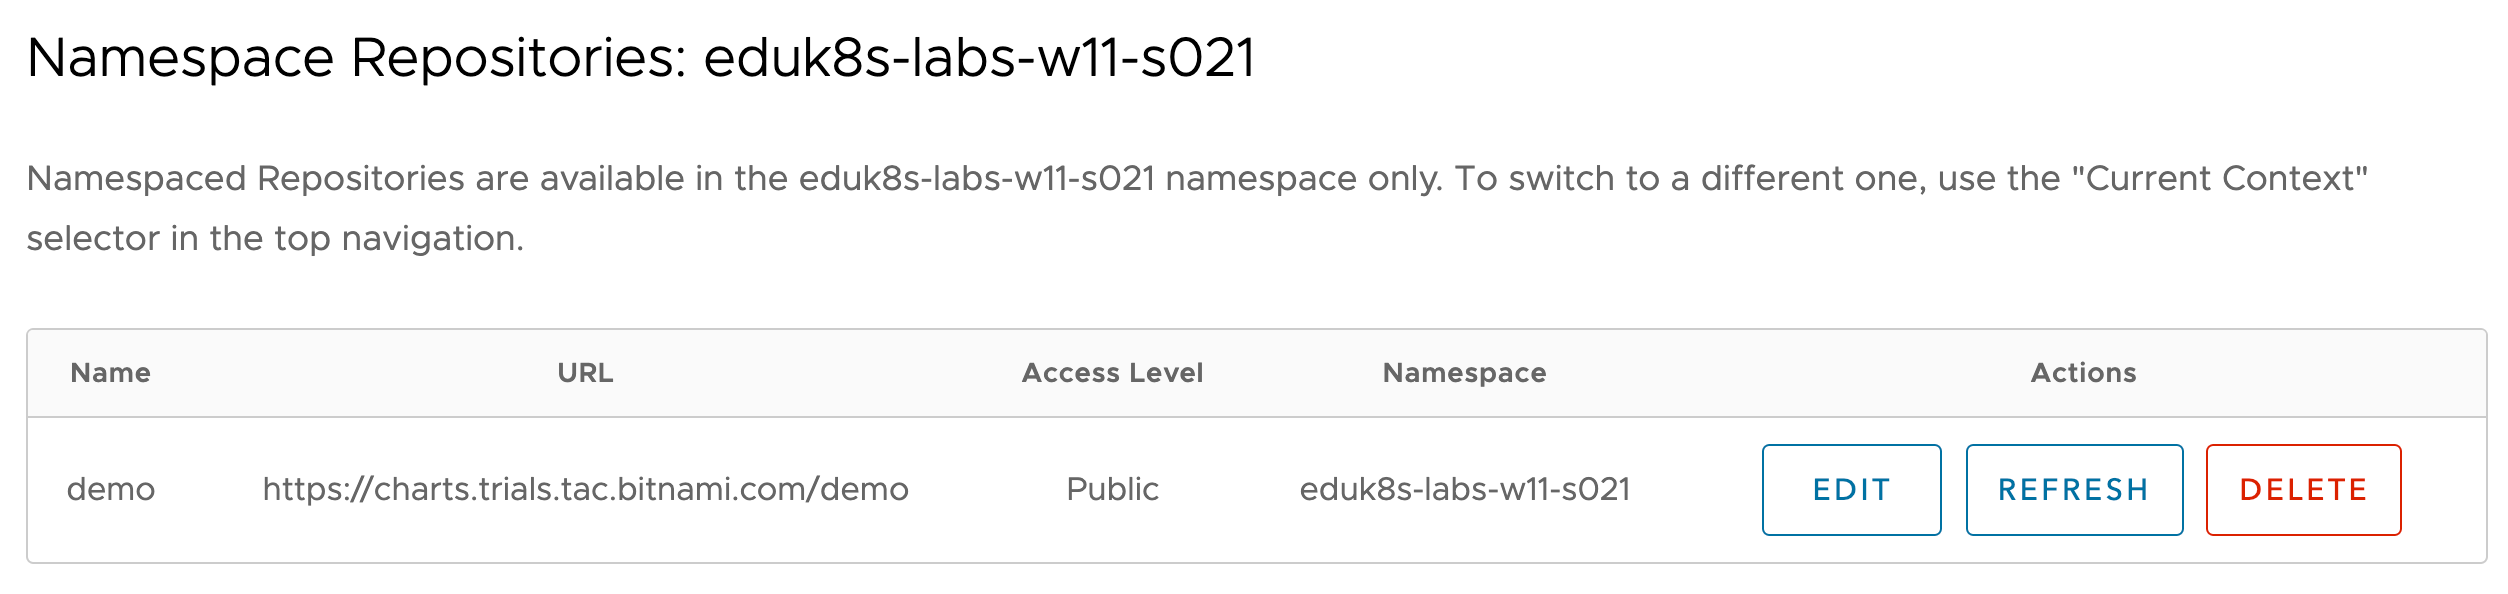 Namespace Repositories: eduk8s-labs-w11-s021
Namespaced Repositories are available in the eduk8s-labs-w11-s021 namespace only. To switch to a different one, use the "Current Context"
selector in the top navigation.
Name URL Access Level Namespace Actions
demo https://charts.trials.tac.bitnami.com/demo Public eduk8s-labs-w11-s021 EDIT REFRESH DELETE